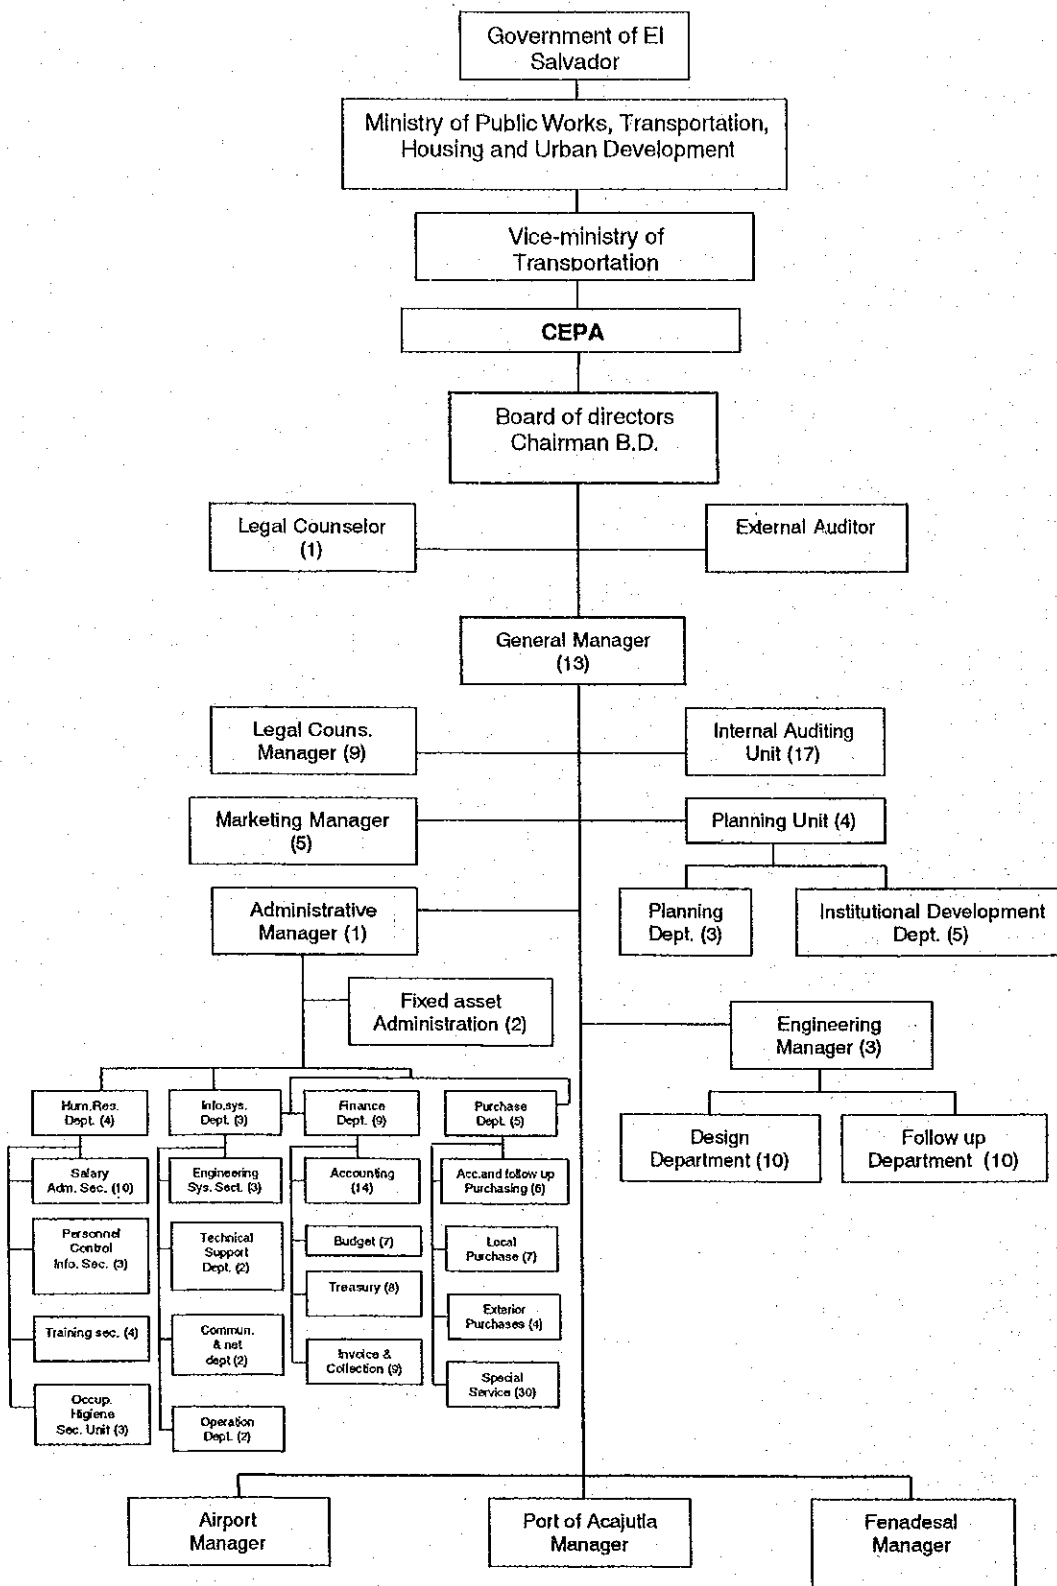 Government of El
Salvador
Ministry of Public Works, Transportation,
Housing and Urban Development
Vice-ministry of
Transportation
CEPA
Board of directors
Chairman B.D.
Legal Counselor
(1)
External Auditor
General Manager
(13)
Legal Couns.
Manager (9)
Internal Auditing
Unit (17)
Marketing Manager
(5)
Planning Unit (4)
Administrative
Manager (1)
Planning
Dept. (3)
Institutional Development
Dept. (5)
Fixed asset
Administration (2)
Engineering
Manager (3)
Hum.Res.
Dept. (4)
Info.sys.
Dept. (3)
Finance
Dept. (9)
Purchase
Dept. (5)
Design
Department (10)
Follow up
Department (10)
Salary
Adm. Sec. (10)
Engineering
Sys. Sect. (3)
Accounting
(14)
Acc.and follow up
Purchasing (6)
Personnel
Control
Info. Sec. (3)
Technical
Support
Dept. (2)
Budget (7)
Local
Purchase (7)
Treasury (8)
Training sec. (4)
Commun.
& net
dept (2)
Invoice &
Collection (9)
Exterior
Purchases (4)
Occup.
Higiene
Sec. Unit (3)
Operation
Dept. (2)
Special
Service (30)
Airport
Manager
Port of Acajutla
Manager
Fenadesal
Manager